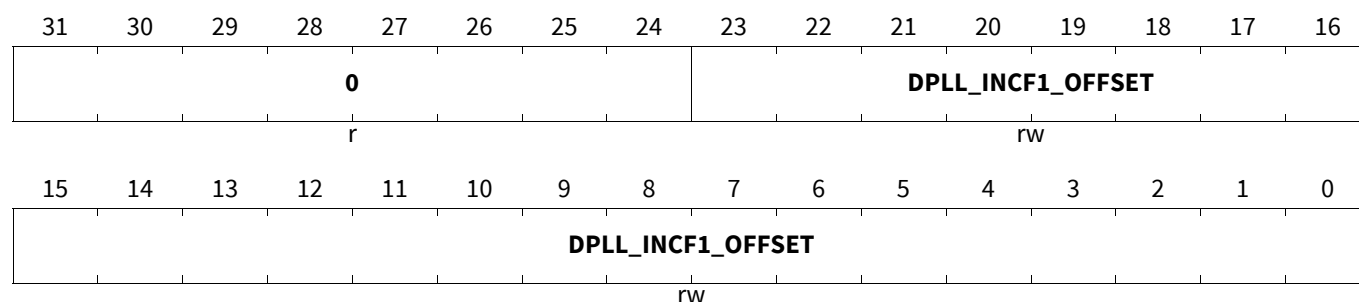 31 30 29 28 27 26 25 24 23 22 21 20 19 18 17 16
0 DPLL_INCF1_OFFSET
r rw
15 14 13 12 11 10 9 8 7 6 5 4 3 2 1 0
DPLL_INCF1_OFFSET
rw